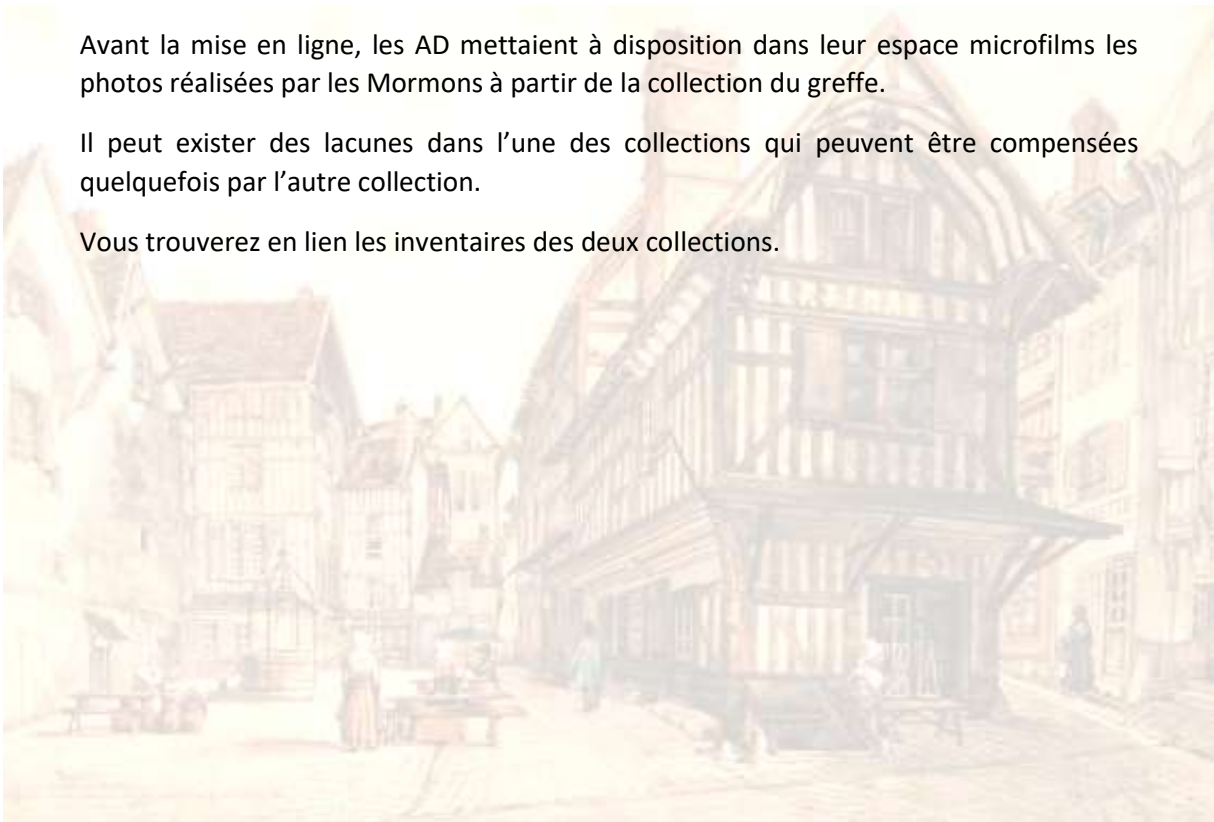 Avant la mise en ligne, les AD mettaient à disposition dans leur espace microfilms les
photos réalisées par les Mormons à partir de la collection du greffe.
Il peut exister des lacunes dans l’une des collections qui peuvent être compensées
quelquefois par l’autre collection.
Vous trouverez en lien les inventaires des deux collections.